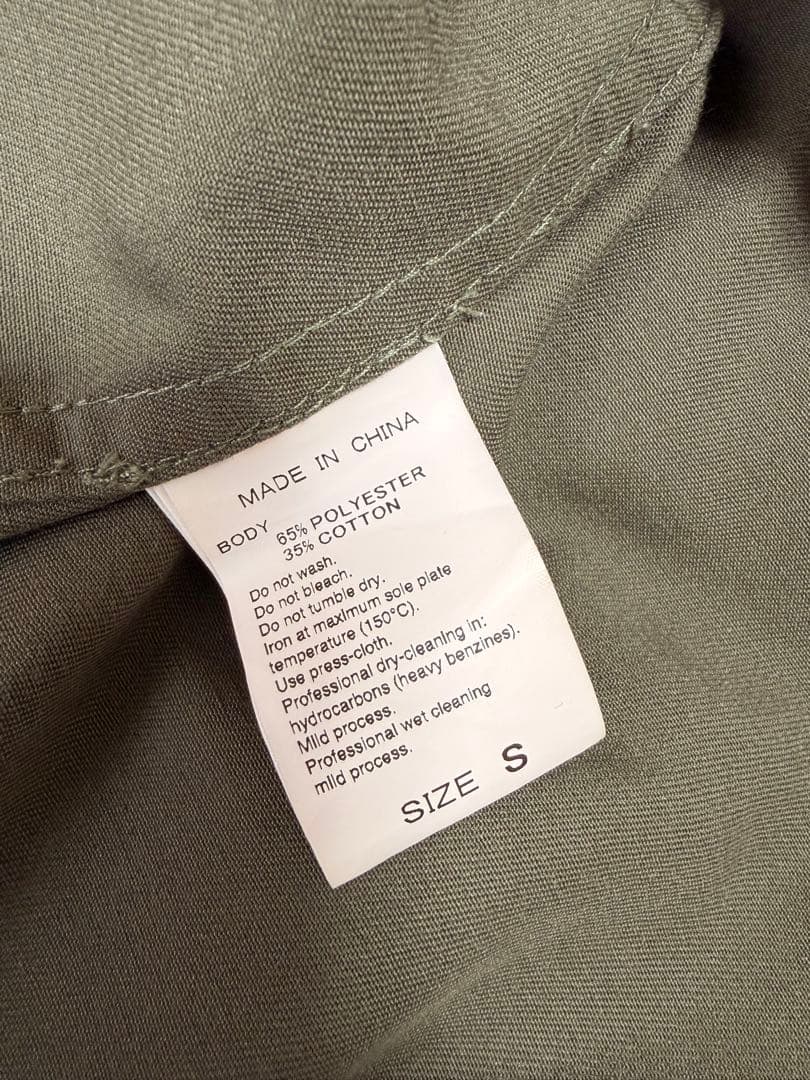 MADE IN CHINA
BODY 65% POLYESTER
35% COTTON
Do not wash.
Do not bleach.
Do not tumble dry.
Iron at maximum sole plate
temperature (150°C).
Use press-cloth.
Professional dry-cleaning in:
hydrocarbons (heavy benzines).
Mild process.
Professional wet cleaning
mild process.
SIZE S